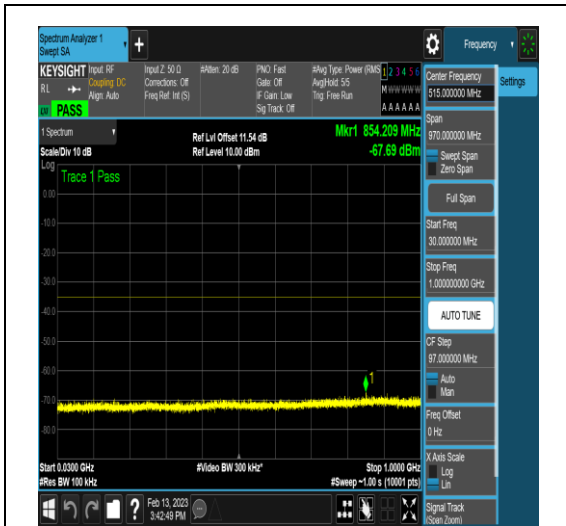 Spectrum Analyzer 1
Swept SA
Frequency
KEYSIGHT
RL
Input: RF
Coupling: DC
Align: Auto
Input Z: 50 Ω
Corrections: Off
Freq Ref: Int (S)
#Atten: 20 dB
PNO: Fast
Gate: Off
IF Gain: Low
Sig Track: Off
#Avg Type: Power (RMS
Avg|Hold: 5/5
Trig: Free Run
1 2 3 4 5 6
M W W W W W
A A A A A A
PASS
Settings
Center Frequency
515.000000 MHz
Span
970.000000 MHz
Swept Span
Zero Span
Full Span
Start Freq
30.000000 MHz
Stop Freq
1.000000000 GHz
AUTO TUNE
CF Step
97.000000 MHz
Auto
Man
Freq Offset
0 Hz
X Axis Scale
Log
Lin
Signal Track
(Span Zoom)
1 Spectrum
Scale/Div 10 dB
Ref Lvl Offset 11.54 dB
Ref Level 10.00 dBm
Mkr1 854.209 MHz
-67.69 dBm
Log
Trace 1 Pass
0.00
-10.0
-20.0
-30.0
-40.0
-50.0
-60.0
-70.0
-80.0
1
Start 0.0300 GHz
#Res BW 100 kHz
#Video BW 300 kHz*
Stop 1.0000 GHz
#Sweep ~1.00 s (10001 pts)
Feb 13, 2023
3:42:49 PM